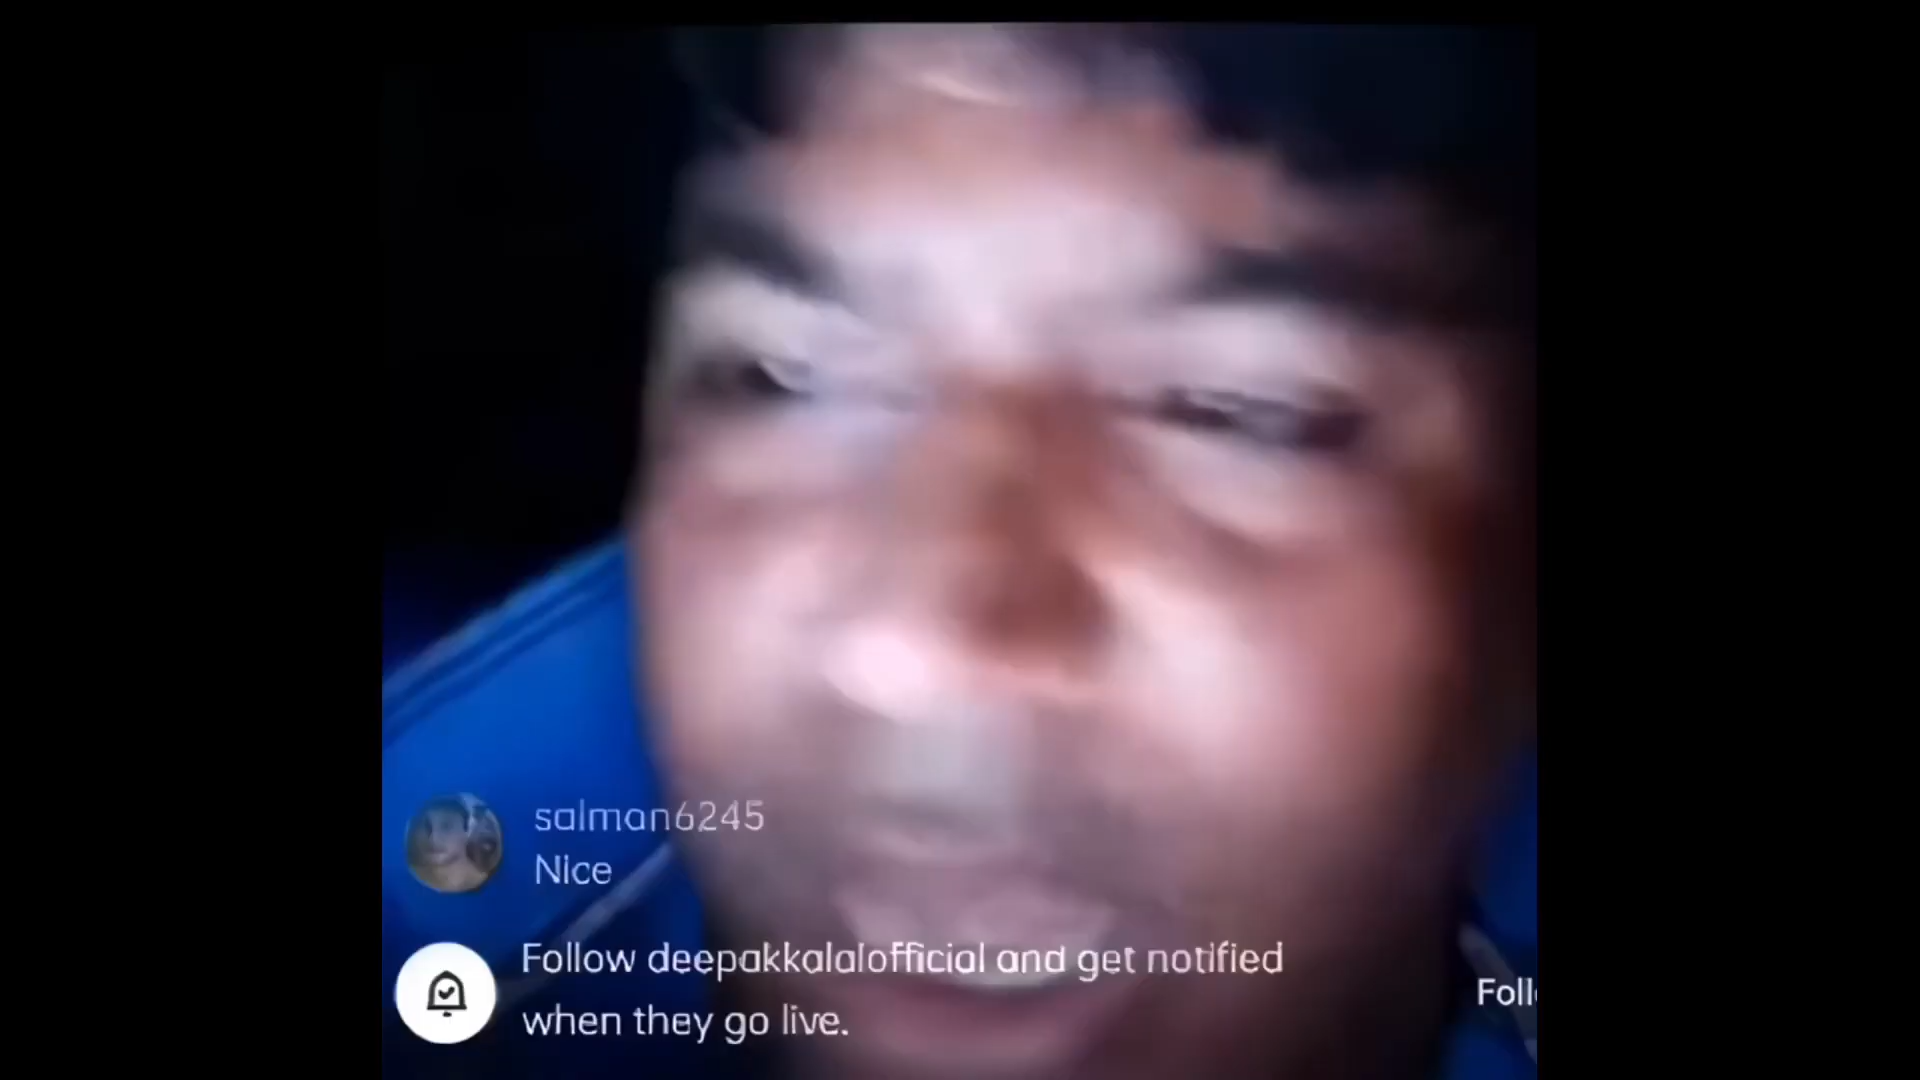 salman6245
Nice
Follow deepakkalalofficial and get notified
when they go live.